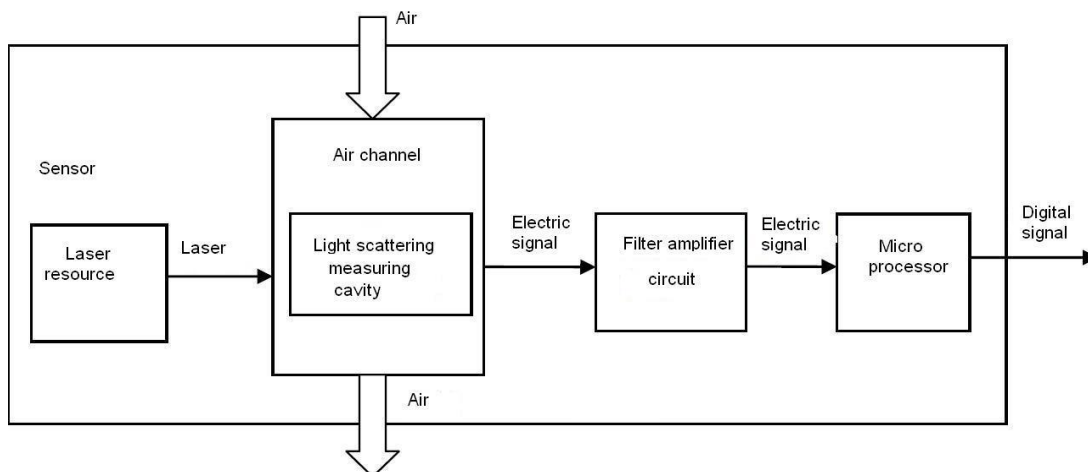 Air
Sensor
Air channel
Laser
resource
Laser
Light scattering
measuring
cavity
Electric
signal
Filter amplifier
circuit
Electric
signal
Micro
processor
Digital
signal
Air